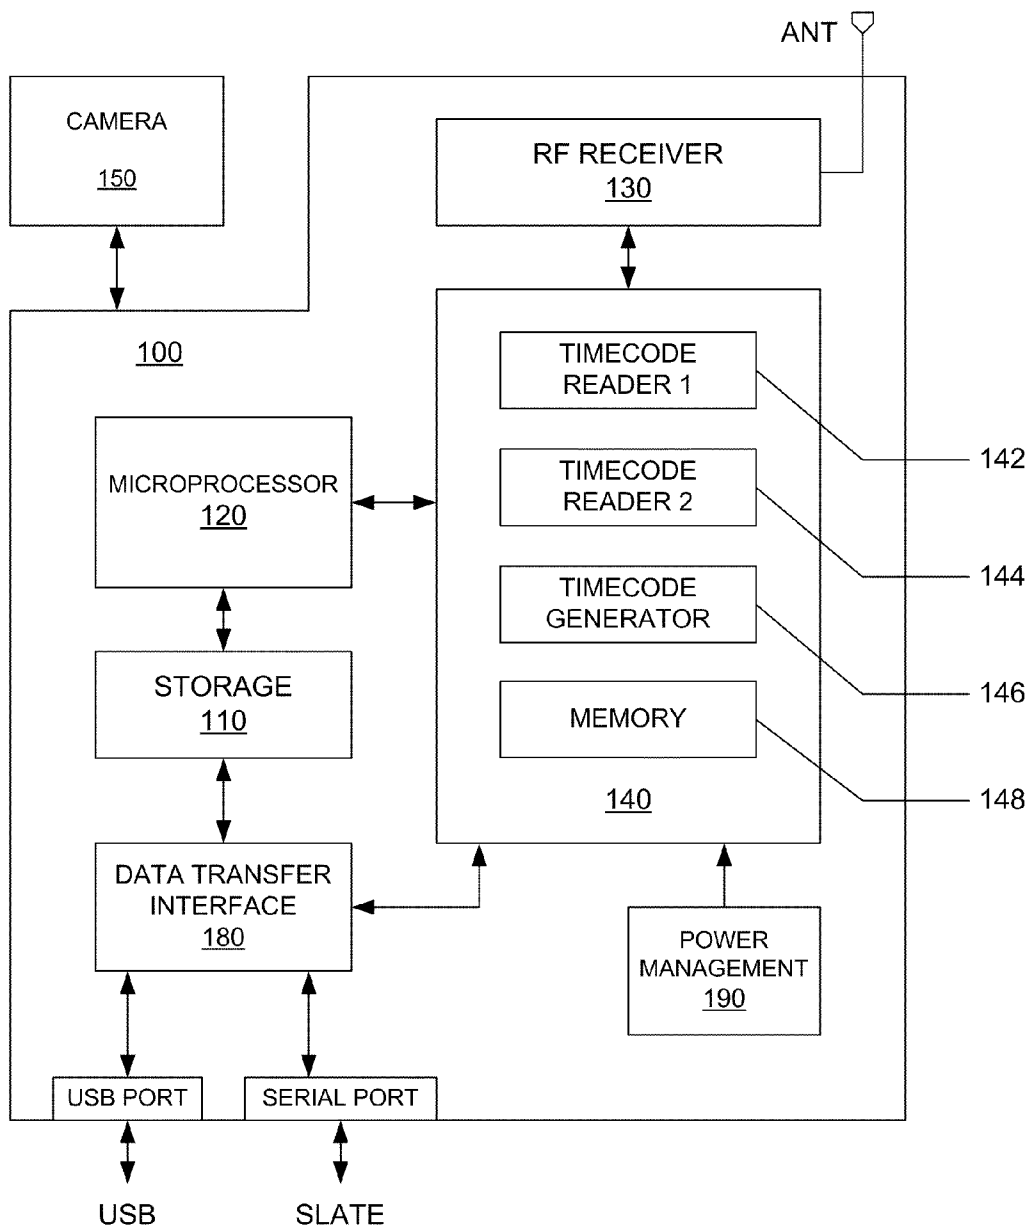 ANT
CAMERA
150
RF RECEIVER
130
100
TIMECODE
READER 1
142
MICROPROCESSOR
120
TIMECODE
READER 2
144
TIMECODE
GENERATOR
146
STORAGE
110
MEMORY
148
140
DATA TRANSFER
INTERFACE
180
POWER
MANAGEMENT
190
USB PORT
SERIAL PORT
USB
SLATE